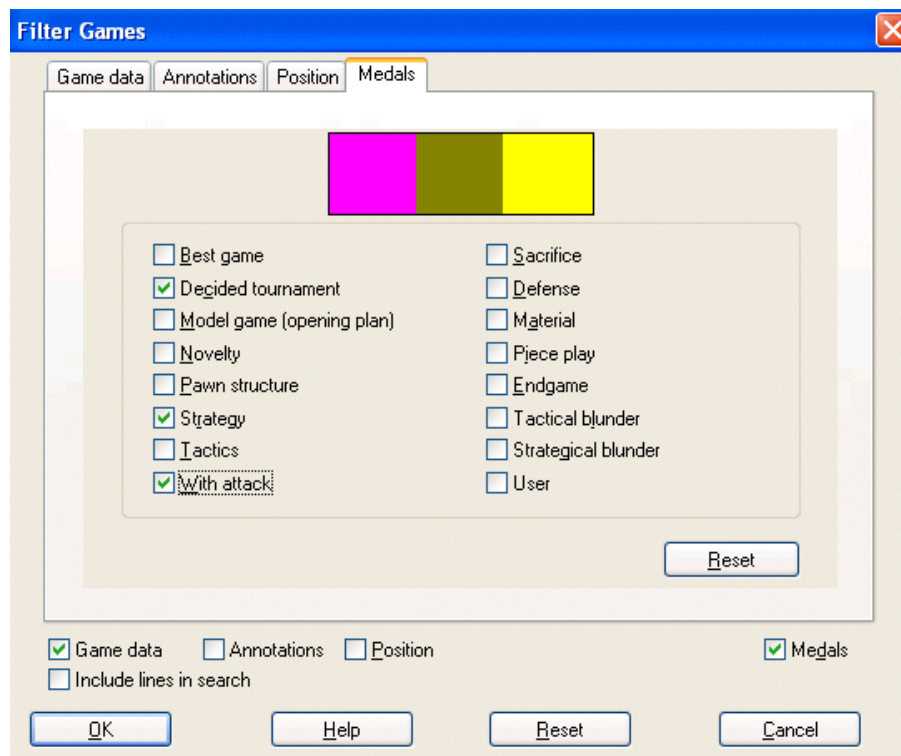 Filter Games
Game data Annotations Position Medals
Best game Sacrifice
Decided tournament Defense
Model game (opening plan) Material
Novelty Piece play
Pawn structure Endgame
Strategy Tactical blunder
Tactics Strategical blunder
With attack User
Reset
Game data Annotations Position Medals
Include lines in search
OK Help Reset Cancel